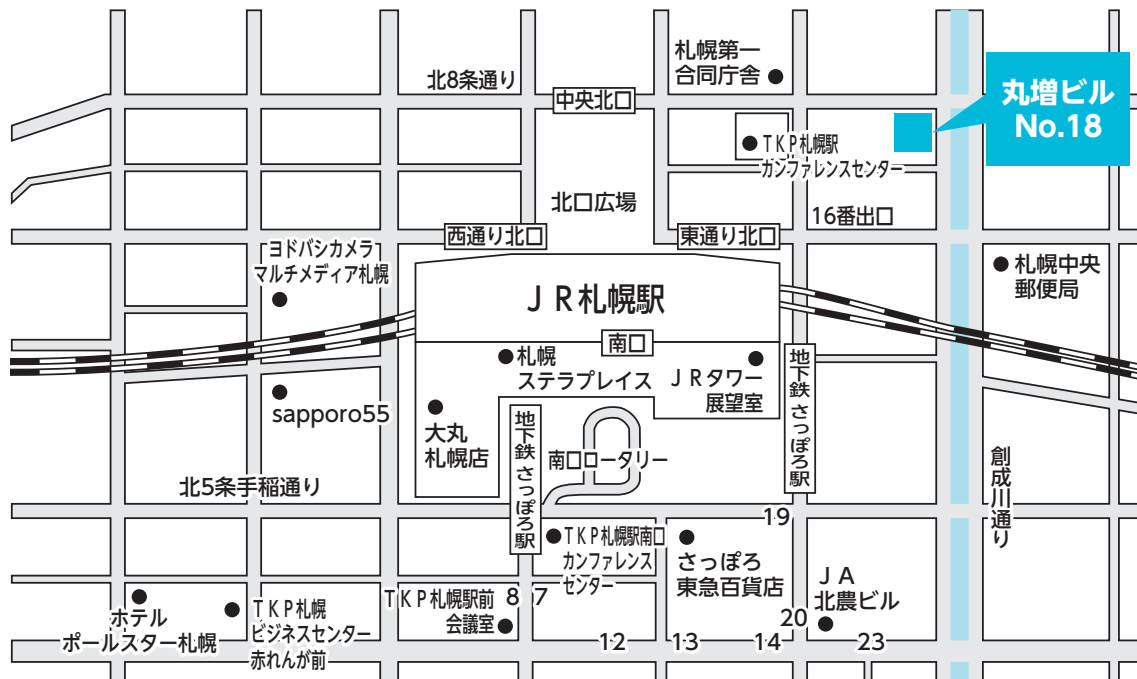 札幌第一
合同庁舎
北8条通り
中央北口
丸増ビル
No.18
TKP札幌駅
カンファレンスセンター
北口広場
16番出口
西通り北口
東通り北口
ヨドバシカメラ
マルチメディア札幌
札幌中央
郵便局
JR札幌駅
南口
札幌
ステラプレイス
JRタワー
展望室
地下鉄さっぽろ駅
sapporo55
大丸
札幌店
地下鉄さっぽろ駅
南口ロータリー
北5条手稲通り
創成川通り
19
TKP札幌駅南口
カンファレンス
センター
さっぽろ
東急百貨店
JA
北農ビル
ホテル
ポールスター札幌
TKP札幌
ビジネスセンター
赤れんが前
TKP札幌駅前
会議室
8
7
12
13
14
20
23